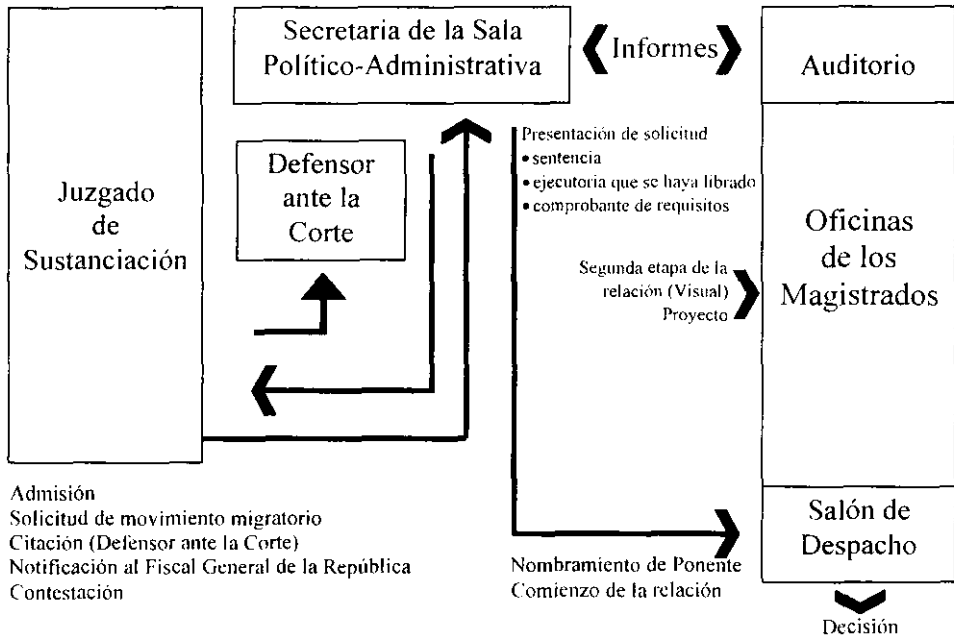 Juzgado
de
Sustanciación
Secretaria de la Sala
Político-Administrativa
Informes
Auditorio
Defensor
ante la
Corte
Presentación de solicitud
• sentencia
• ejecutoria que se haya librado
• comprobante de requisitos
Segunda etapa de la
relación (Visual)
Proyecto
Oficinas
de los
Magistrados
Admisión
Solicitud de movimiento migratorio
Citación (Defensor ante la Corte)
Notificación al Fiscal General de la República
Contestación
Nombramiento de Ponente
Comienzo de la relación
Salón de
Despacho
Decisión